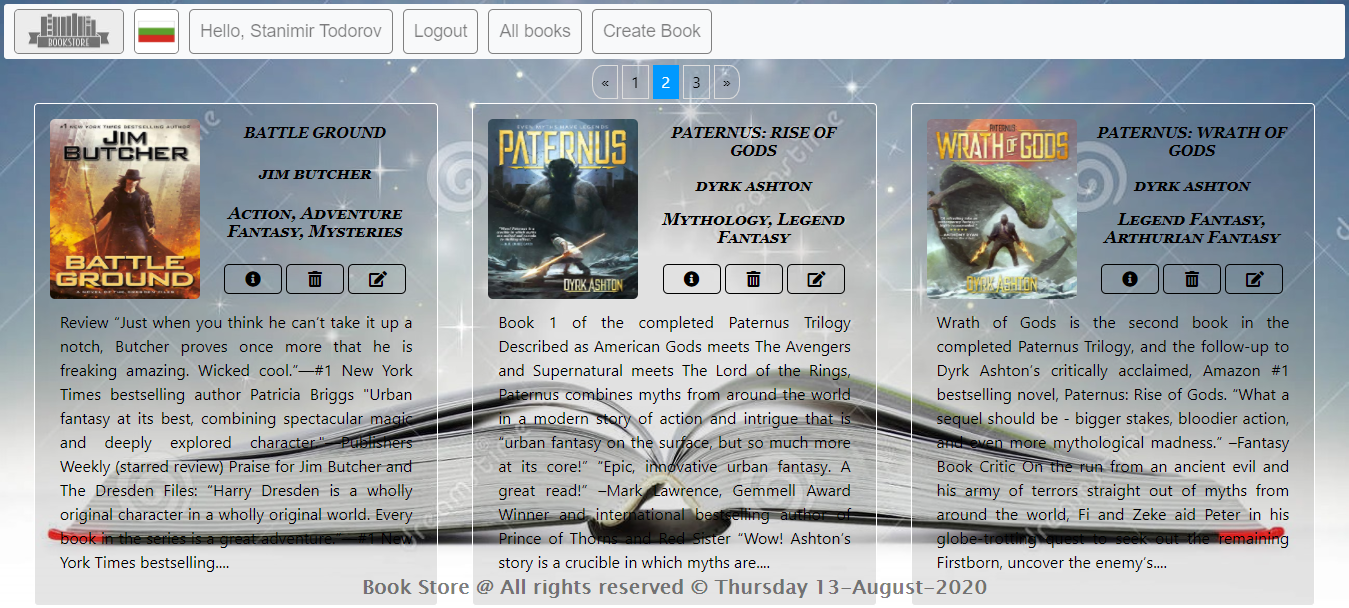 BOOKSTORE
Hello, Stanimir Todorov
Logout
All books
Create Book
«
1
2
3
»
#1 NEW YORK TIMES BESTSELLING AUTHOR
JIM
BUTCHER
BATTLE
GROUND
A NOVEL OF THE DRESDEN FILES
BATTLE GROUND
JIM BUTCHER
Action, Adventure
Fantasy, Mysteries
Review “Just when you think he can’t take it up a
notch, Butcher proves once more that he is
freaking amazing. Wicked cool.”—#1 New York
Times bestselling author Patricia Briggs "Urban
fantasy at its best, combining spectacular magic
and deeply explored character."—Publishers
Weekly (starred review) Praise for Jim Butcher and
The Dresden Files: “Harry Dresden is a wholly
original character in a wholly original world. Every
book in the series is a great adventure.”—#1 New
York Times bestselling....
EVEN MYTHS HAVE LEGENDS
PATERNUS
DYRK ASHTON
PATERNUS: RISE OF
GODS
DYRK ASHTON
Mythology, Legend
Fantasy
Book 1 of the completed Paternus Trilogy
Described as American Gods meets The Avengers
and Supernatural meets The Lord of the Rings,
Paternus combines myths from around the world
in a modern story of action and intrigue that is
“urban fantasy on the surface, but so much more
at its core!” “Epic, innovative urban fantasy. A
great read!” –Mark Lawrence, Gemmell Award
Winner and international bestselling author of
Prince of Thorns and Red Sister “Wow! Ashton’s
story is a crucible in which myths are....
PATERNUS
WRATH OF GODS
DYRK ASHTON
PATERNUS: WRATH OF
GODS
DYRK ASHTON
Legend Fantasy,
Arthurian Fantasy
Wrath of Gods is the second book in the
completed Paternus Trilogy, and the follow-up to
Dyrk Ashton’s critically acclaimed, Amazon #1
bestselling novel, Paternus: Rise of Gods. “What a
sequel should be - bigger stakes, bloodier action,
and even more mythological madness.” –Fantasy
Book Critic On the run from an ancient evil and
his army of terrors straight out of myths from
around the world, Fi and Zeke aid Peter in his
globe-trotting quest to seek out the remaining
Firstborn, uncover the enemy’s....
dreamstime
Book Store @ All rights reserved © Thursday 13-August-2020